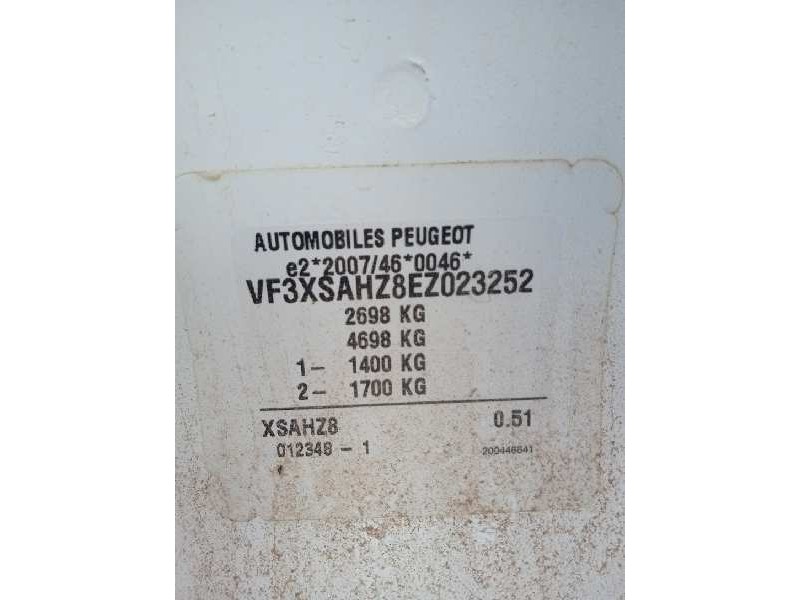 AUTOMOBILES PEUGEOT
e2*2007/46*0046*
VF3XSAHZ8EZ023252
2698 KG
4698 KG
1- 1400 KG
2- 1700 KG
XSAHZ8 0.51
012348 - 1 200446641